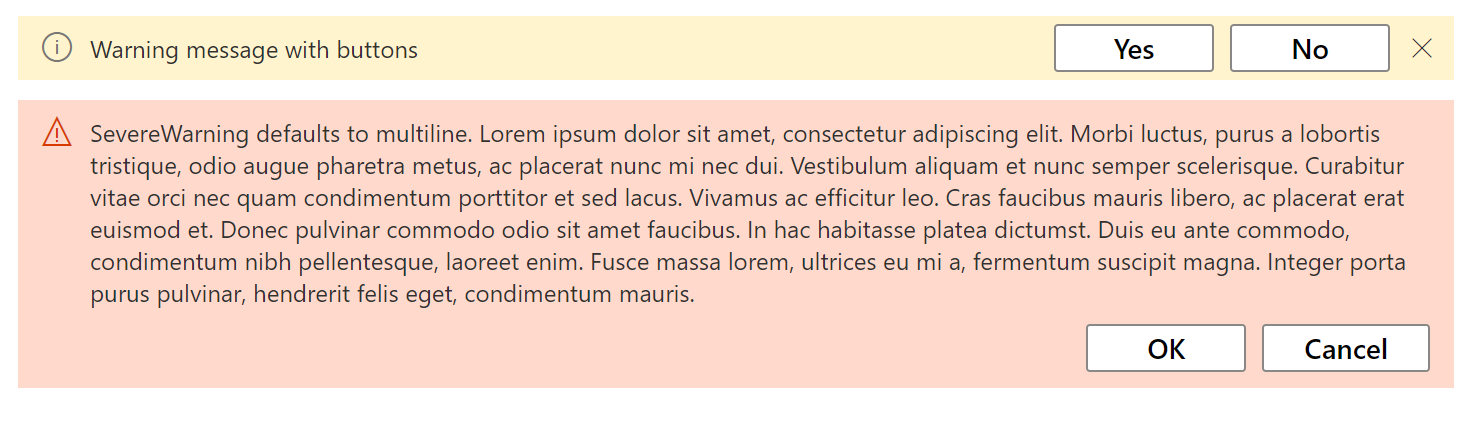 Warning message with buttons Yes No
SevereWarning defaults to multiline. Lorem ipsum dolor sit amet, consectetur adipiscing elit. Morbi luctus, purus a lobortis
tristique, odio augue pharetra metus, ac placerat nunc mi nec dui. Vestibulum aliquam et nunc semper scelerisque. Curabitur
vitae orci nec quam condimentum porttitor et sed lacus. Vivamus ac efficitur leo. Cras faucibus mauris libero, ac placerat erat
euismod et. Donec pulvinar commodo odio sit amet faucibus. In hac habitasse platea dictumst. Duis eu ante commodo,
condimentum nibh pellentesque, laoreet enim. Fusce massa lorem, ultrices eu mi a, fermentum suscipit magna. Integer porta
purus pulvinar, hendrerit felis eget, condimentum mauris.
OK Cancel